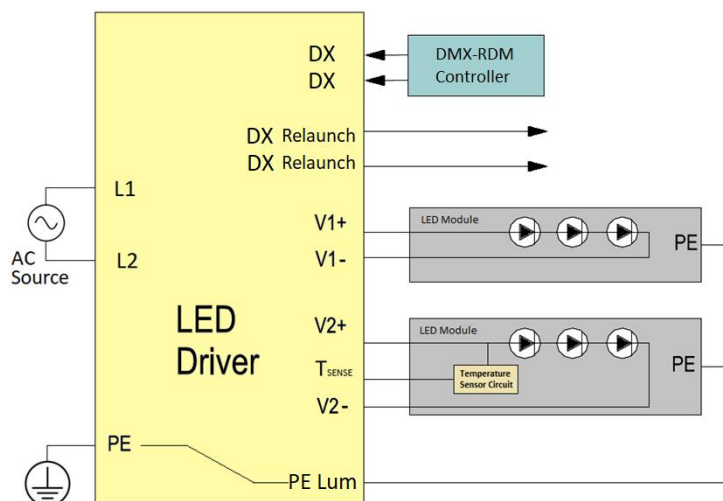 DX
DX
DMX-RDM
Controller
DX Relaunch
DX Relaunch
L1
L2
AC
Source
V1+
V1-
LED Module
PE
LED
Driver
V2+
TSENSE
V2-
LED Module
Temperature
Sensor Circuit
PE
PE
PE Lum